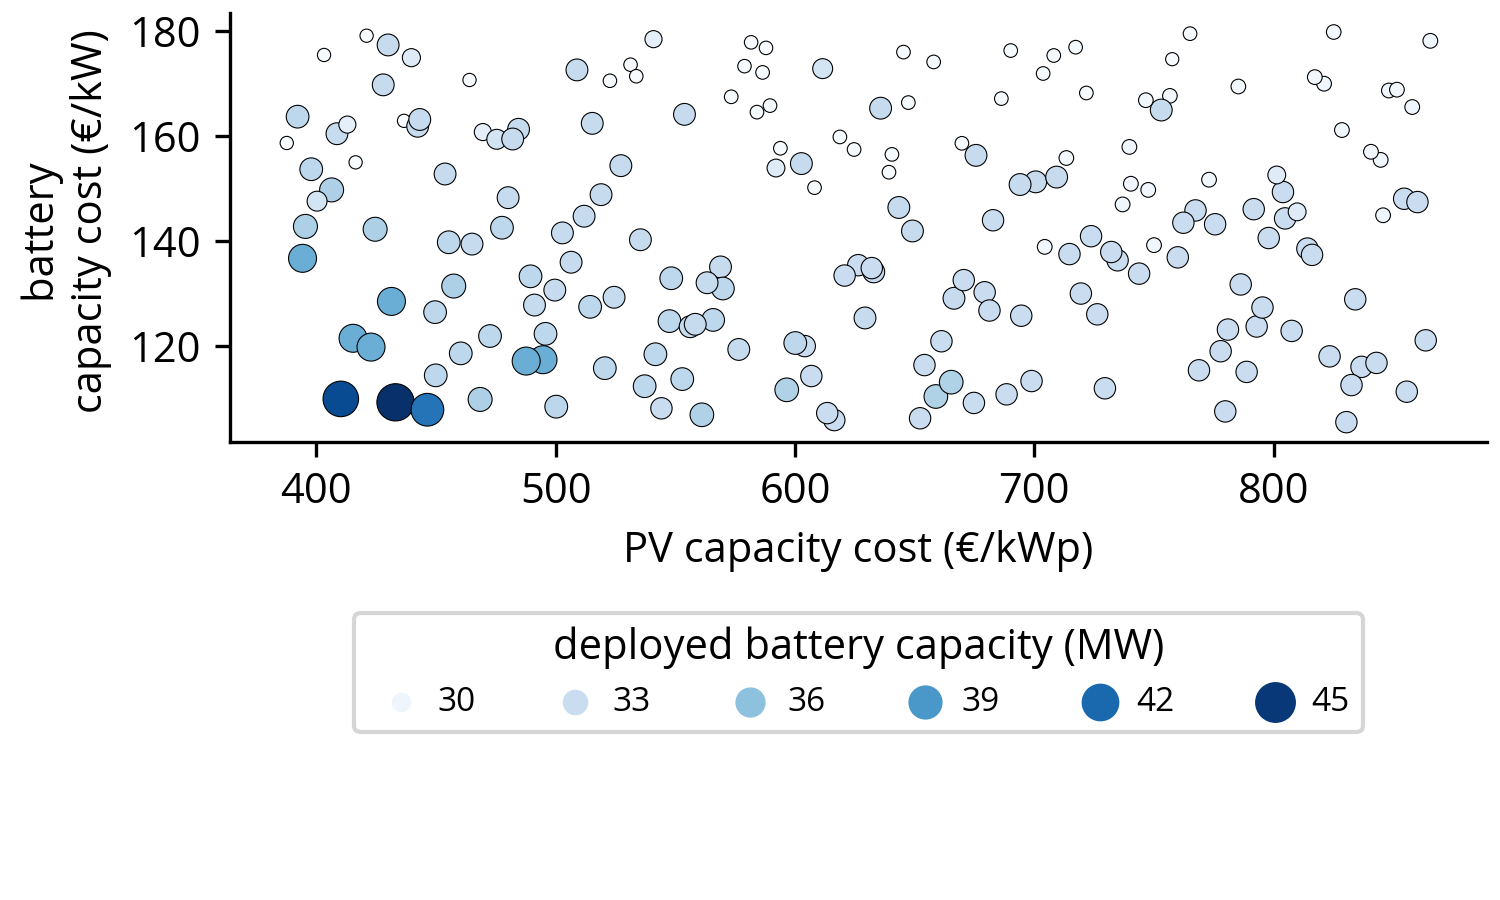 battery
capacity cost (€/kW)
180
160
140
120
400 500 600 700 800
PV capacity cost (€/kWp)
deployed battery capacity (MW)
30 33 36 39 42 45